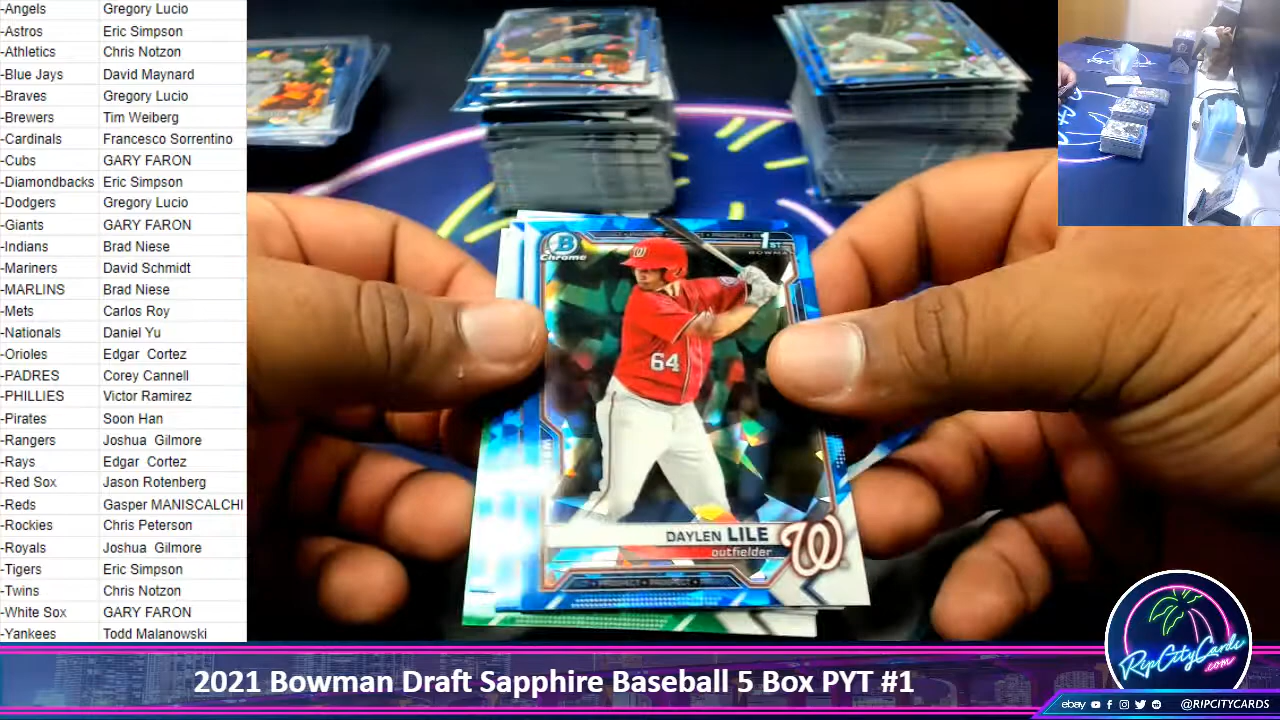 -Angels Gregory Lucio
-Astros Eric Simpson
-Athletics Chris Notzon
-Blue Jays David Maynard
-Braves Gregory Lucio
-Brewers Tim Weiberg
-Cardinals Francesco Sorrentino
-Cubs GARY FARON
-Diamondbacks Eric Simpson
-Dodgers Gregory Lucio
-Giants GARY FARON
-Indians Brad Niese
-Mariners David Schmidt
-MARLINS Brad Niese
-Mets Carlos Roy
-Nationals Daniel Yu
-Orioles Edgar Cortez
-PADRES Corey Cannell
-PHILLIES Victor Ramirez
-Pirates Soon Han
-Rangers Joshua Gilmore
-Rays Edgar Cortez
-Red Sox Jason Rotenberg
-Reds Gasper MANISCALCHI
-Rockies Chris Peterson
-Royals Joshua Gilmore
-Tigers Eric Simpson
-Twins Chris Notzon
-White Sox GARY FARON
-Yankees Todd Malanowski
B
Chrome
1ST
BOWMAN
W
64
DAYLEN LILE
outfielder
W
PROSPECT
RipCityCards
.com
2021 Bowman Draft Sapphire Baseball 5 Box PYT #1
ebay @RIPCITYCARDS